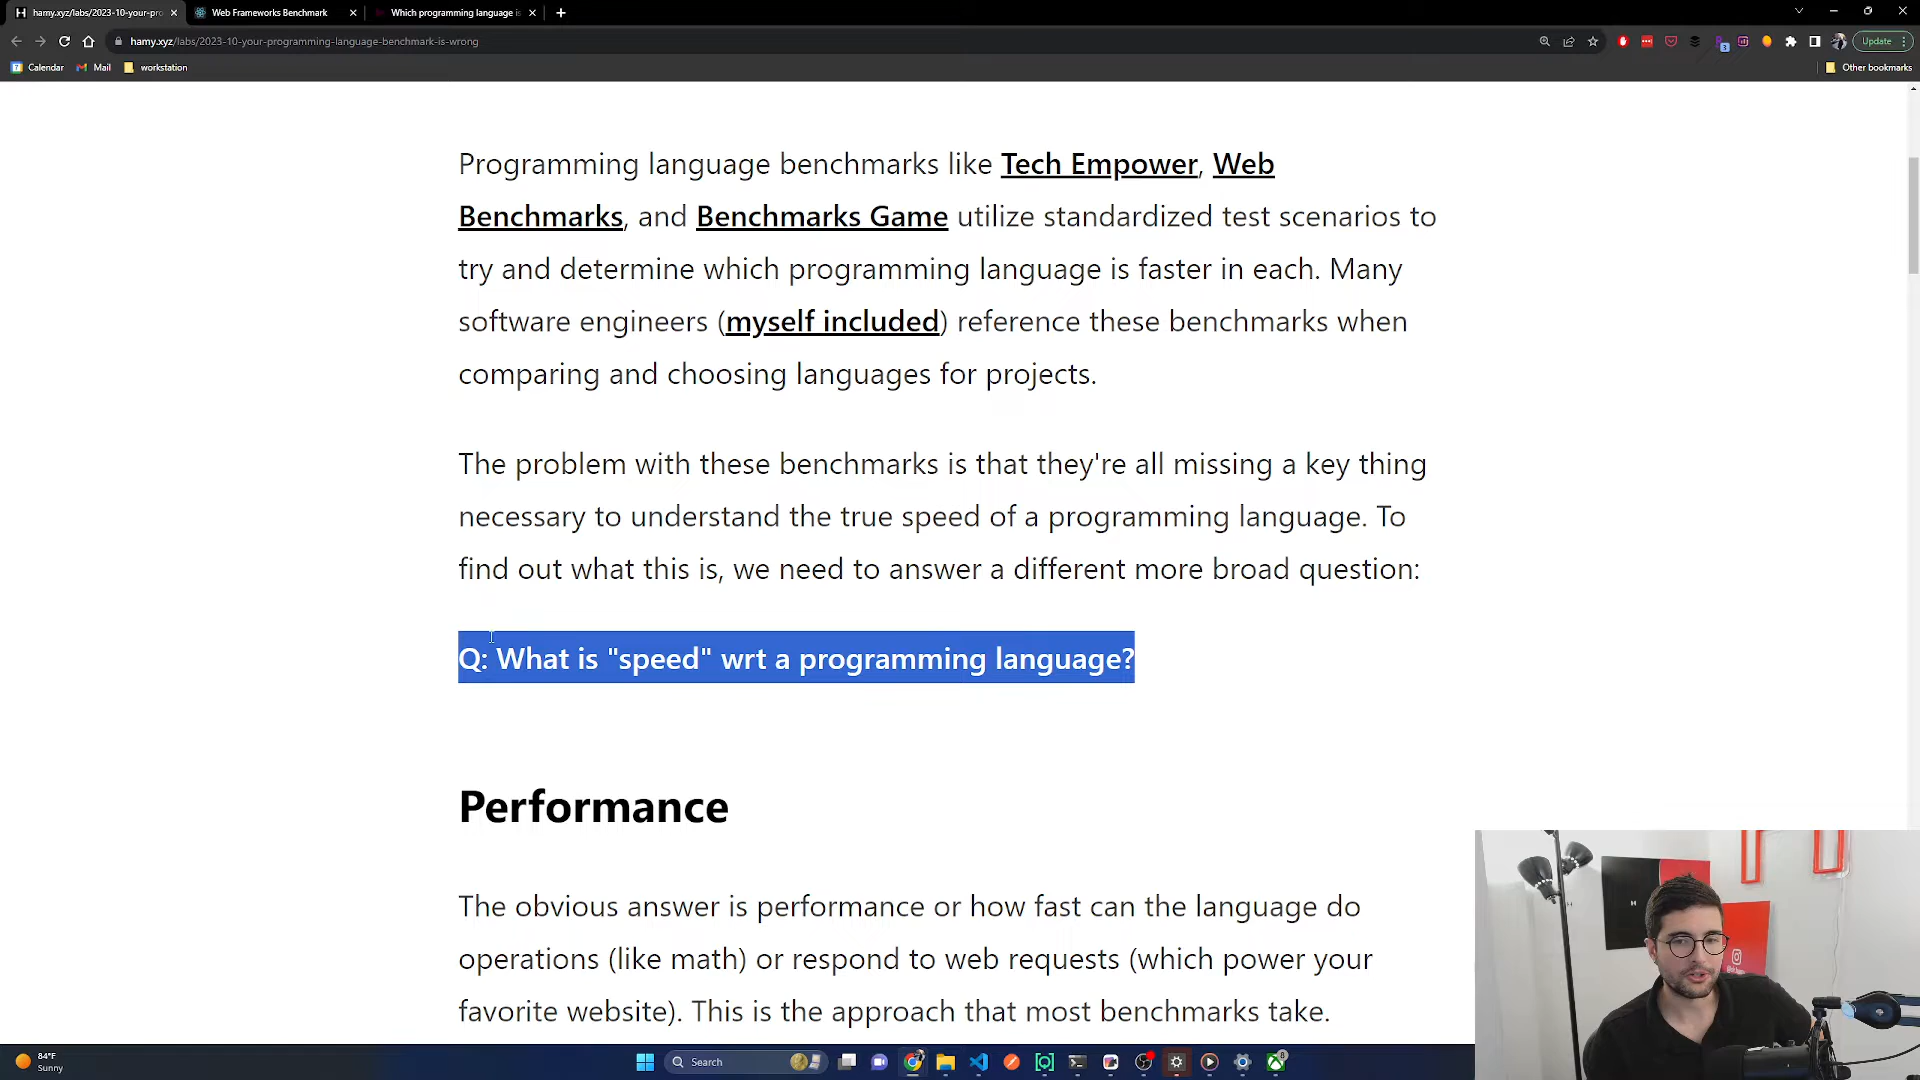 hamy.xyz/labs/2023-10-your-pro
Web Frameworks Benchmark
Which programming language is
hamy.xyz/labs/2023-10-your-programming-language-benchmark-is-wrong
Update
Calendar
Mail
workstation
Other bookmarks
Programming language benchmarks like Tech Empower, Web
Benchmarks, and Benchmarks Game utilize standardized test scenarios to
try and determine which programming language is faster in each. Many
software engineers (myself included) reference these benchmarks when
comparing and choosing languages for projects.
The problem with these benchmarks is that they're all missing a key thing
necessary to understand the true speed of a programming language. To
find out what this is, we need to answer a different more broad question:
Q: What is "speed" wrt a programming language?
Performance
The obvious answer is performance or how fast can the language do
operations (like math) or respond to web requests (which power your
favorite website). This is the approach that most benchmarks take.
84°F
Sunny
Search